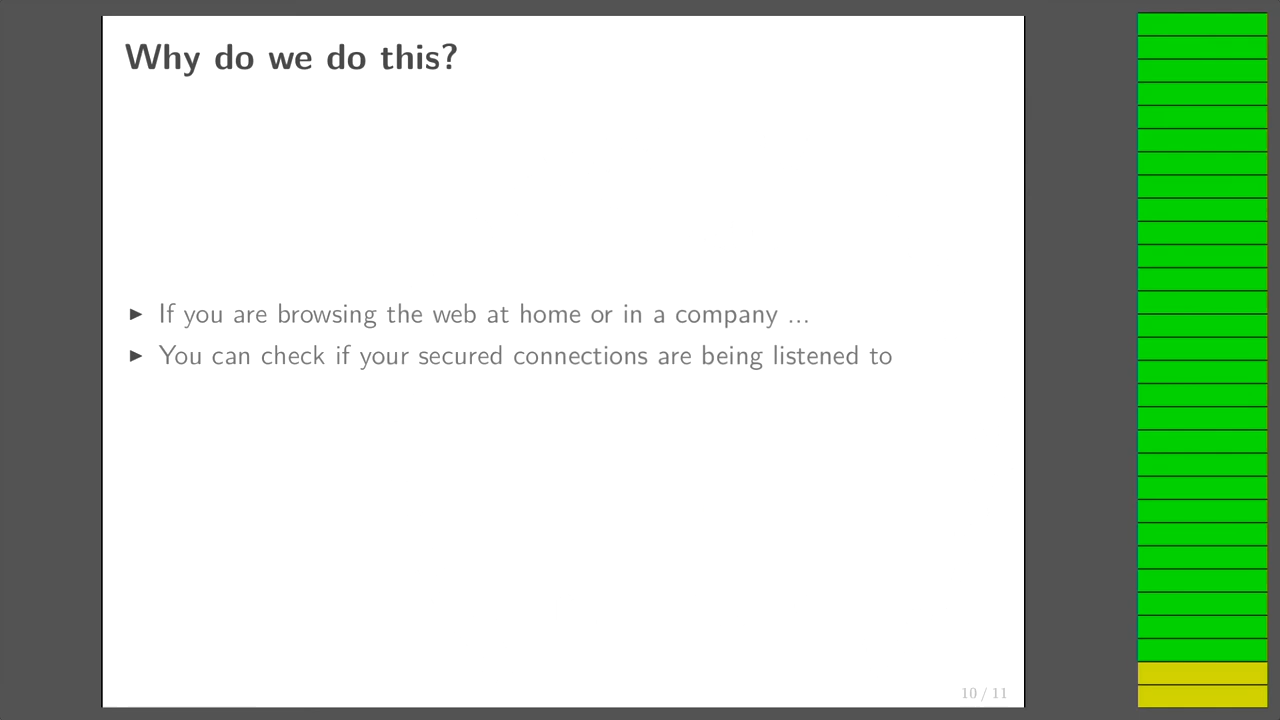 Why do we do this?
▶ If you are browsing the web at home or in a company ...
▶ You can check if your secured connections are being listened to
10 / 11